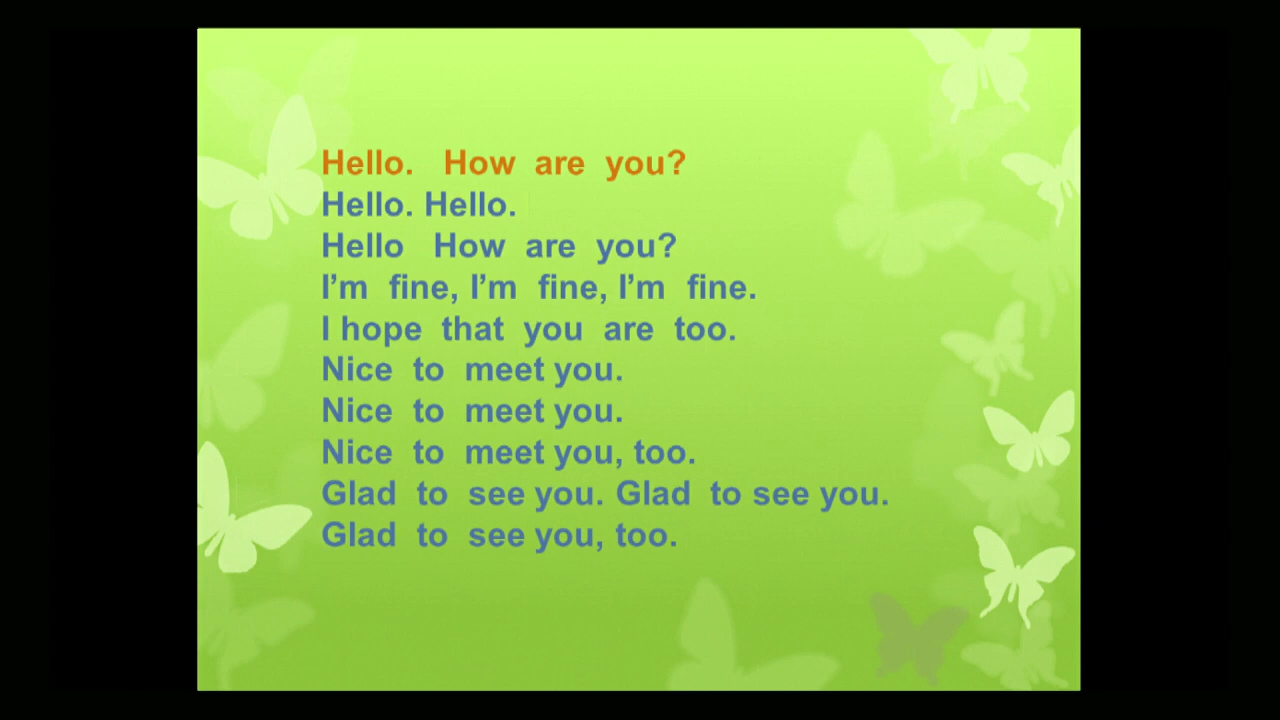 Hello. How are you?
Hello. Hello.
Hello How are you?
I’m fine, I’m fine, I’m fine.
I hope that you are too.
Nice to meet you.
Nice to meet you.
Nice to meet you, too.
Glad to see you. Glad to see you.
Glad to see you, too.